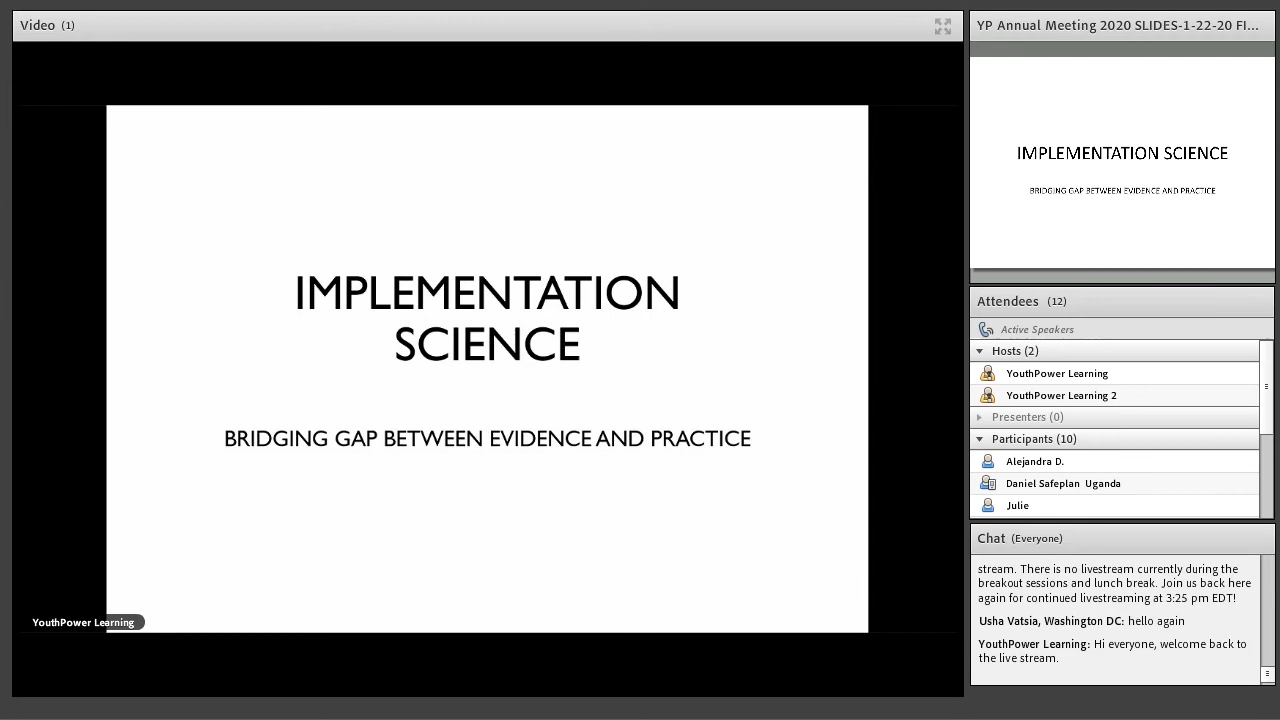 Video (1)
IMPLEMENTATION
SCIENCE
BRIDGING GAP BETWEEN EVIDENCE AND PRACTICE
YouthPower Learning
YP Annual Meeting 2020 SLIDES-1-22-20 FI...
IMPLEMENTATION SCIENCE
BRIDGING GAP BETWEEN EVIDENCE AND PRACTICE
Attendees (12)
Active Speakers
Hosts (2)
YouthPower Learning
YouthPower Learning 2
Presenters (0)
Participants (10)
Alejandra D.
Daniel Safeplan Uganda
Julie
Chat (Everyone)
stream. There is no livestream currently during the
breakout sessions and lunch break. Join us back here
again for continued livestreaming at 3:25 pm EDT!
Usha Vatsia, Washington DC: hello again
YouthPower Learning: Hi everyone, welcome back to
the live stream.